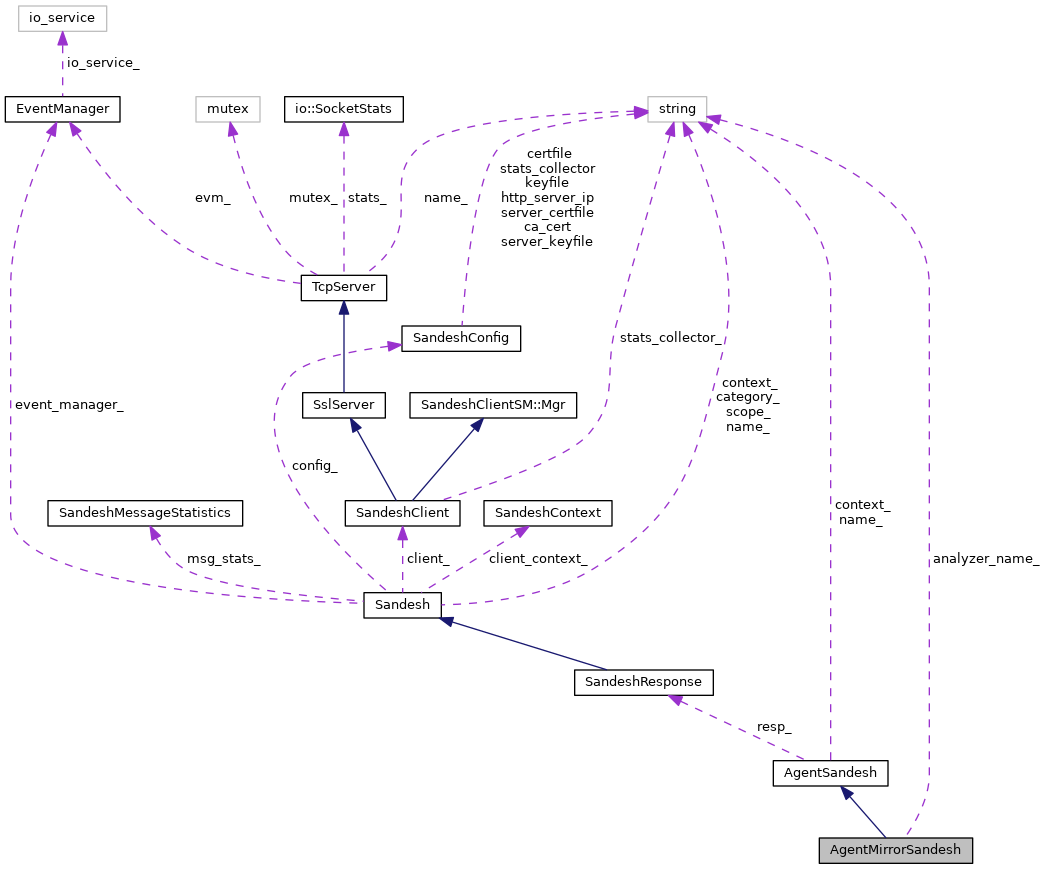 io_service
io_service_
EventManager
mutex
io::SocketStats
string
certfile
stats_collector
keyfile
http_server_ip
server_certfile
ca_cert
server_keyfile
evm_
mutex_
stats_
name_
TcpServer
SandeshConfig
stats_collector_
context_
category_
scope_
name_
event_manager_
SslServer
SandeshClientSM::Mgr
config_
context_
name_
SandeshMessageStatistics
SandeshClient
SandeshContext
msg_stats_
client_
client_context_
analyzer_name_
Sandesh
SandeshResponse
resp_
AgentSandesh
AgentMirrorSandesh